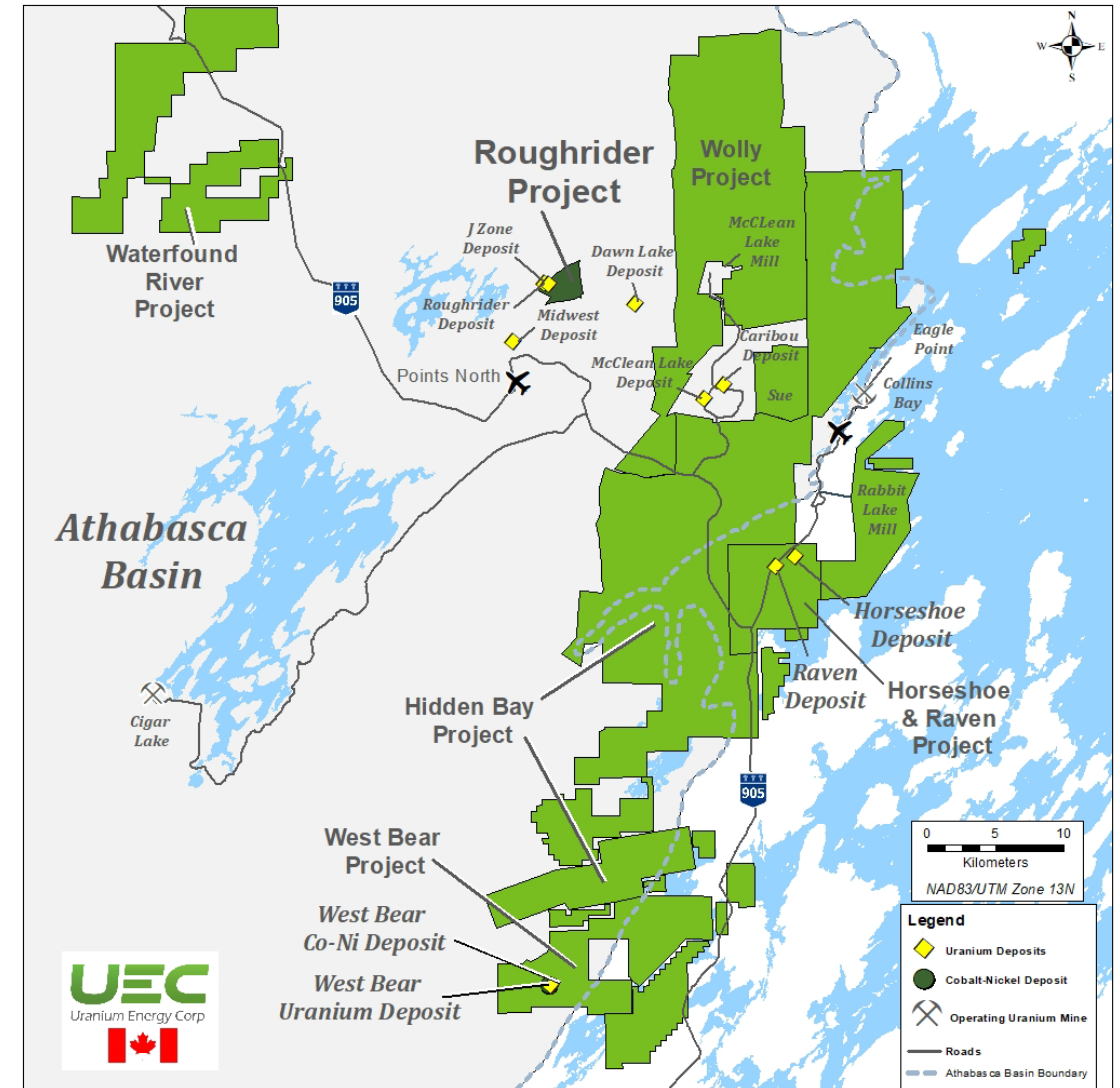 N
W
E
S
Roughrider
Project
Wolly
Project
McCLean
Lake
Mill
J Zone
Deposit
Dawn Lake
Deposit
Waterfound
River
Project
905
Roughrider
Deposit
Midwest
Deposit
Eagle
Point
Caribou
Deposit
McClean Lake
Deposit
Points North
Collins
Bay
Sue
Rabbit
Lake
Mill
Athabasca
Basin
Horseshoe
Deposit
Raven
Deposit
Horseshoe
& Raven
Project
Cigar
Lake
Hidden Bay
Project
905
West Bear
Project
West Bear
Co-Ni Deposit
West Bear
Uranium Deposit
0 5 10
Kilometers
NAD83/UTM Zone 13N
Legend
Uranium Deposits
Cobalt-Nickel Deposit
Operating Uranium Mine
Roads
Athabasca Basin Boundary
UEC
Uranium Energy Corp